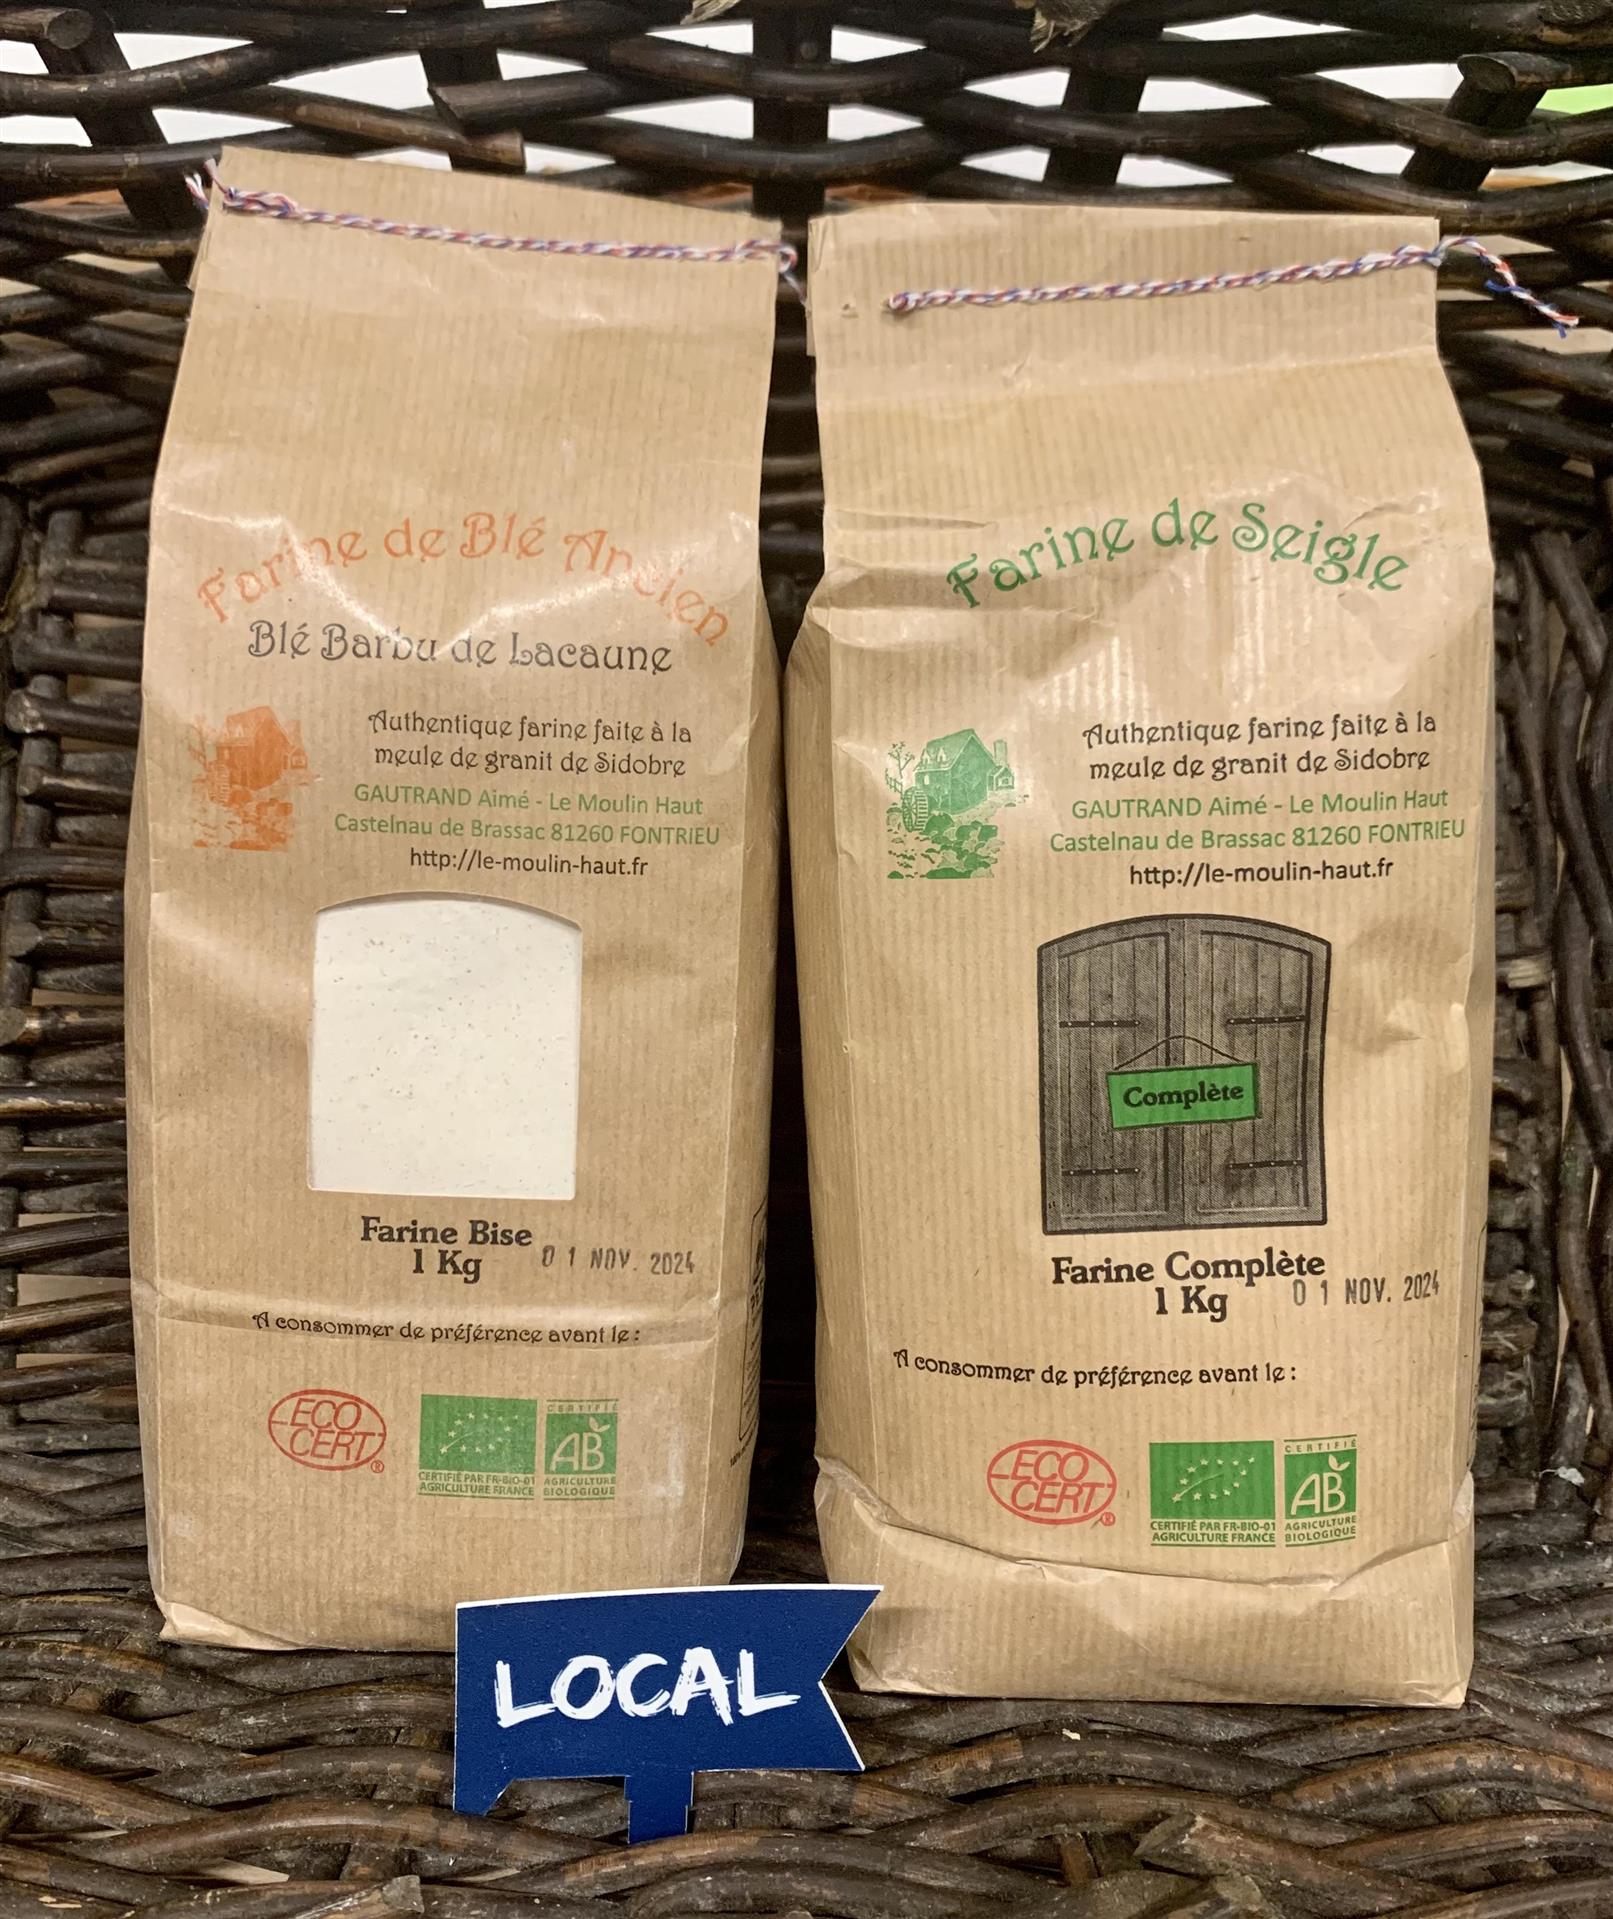 Farine de Blé Ancien
Blé Barbu de Lacaune
Authentique farine faite à la
meule de granit de Sidobre
GAUTRAND Aimé - Le Moulin Haut
Castelnau de Brassac 81260 FONTRIEU
http://le-moulin-haut.fr
Farine Bise
1 Kg
01 NOV. 2024
A consommer de préférence avant le :
ECO
CERT
®
CERTIFIÉ PAR FR-BIO-01
AGRICULTURE FRANCE
CERTIFIÉ
AB
AGRICULTURE
BIOLOGIQUE
Farine de Seigle
Authentique farine faite à la
meule de granit de Sidobre
GAUTRAND Aimé - Le Moulin Haut
Castelnau de Brassac 81260 FONTRIEU
http://le-moulin-haut.fr
Complète
Farine Complète
1 Kg
01 NOV. 2024
A consommer de préférence avant le :
ECO
CERT
®
CERTIFIÉ PAR FR-BIO-01
AGRICULTURE FRANCE
CERTIFIÉ
AB
AGRICULTURE
BIOLOGIQUE
LOCAL